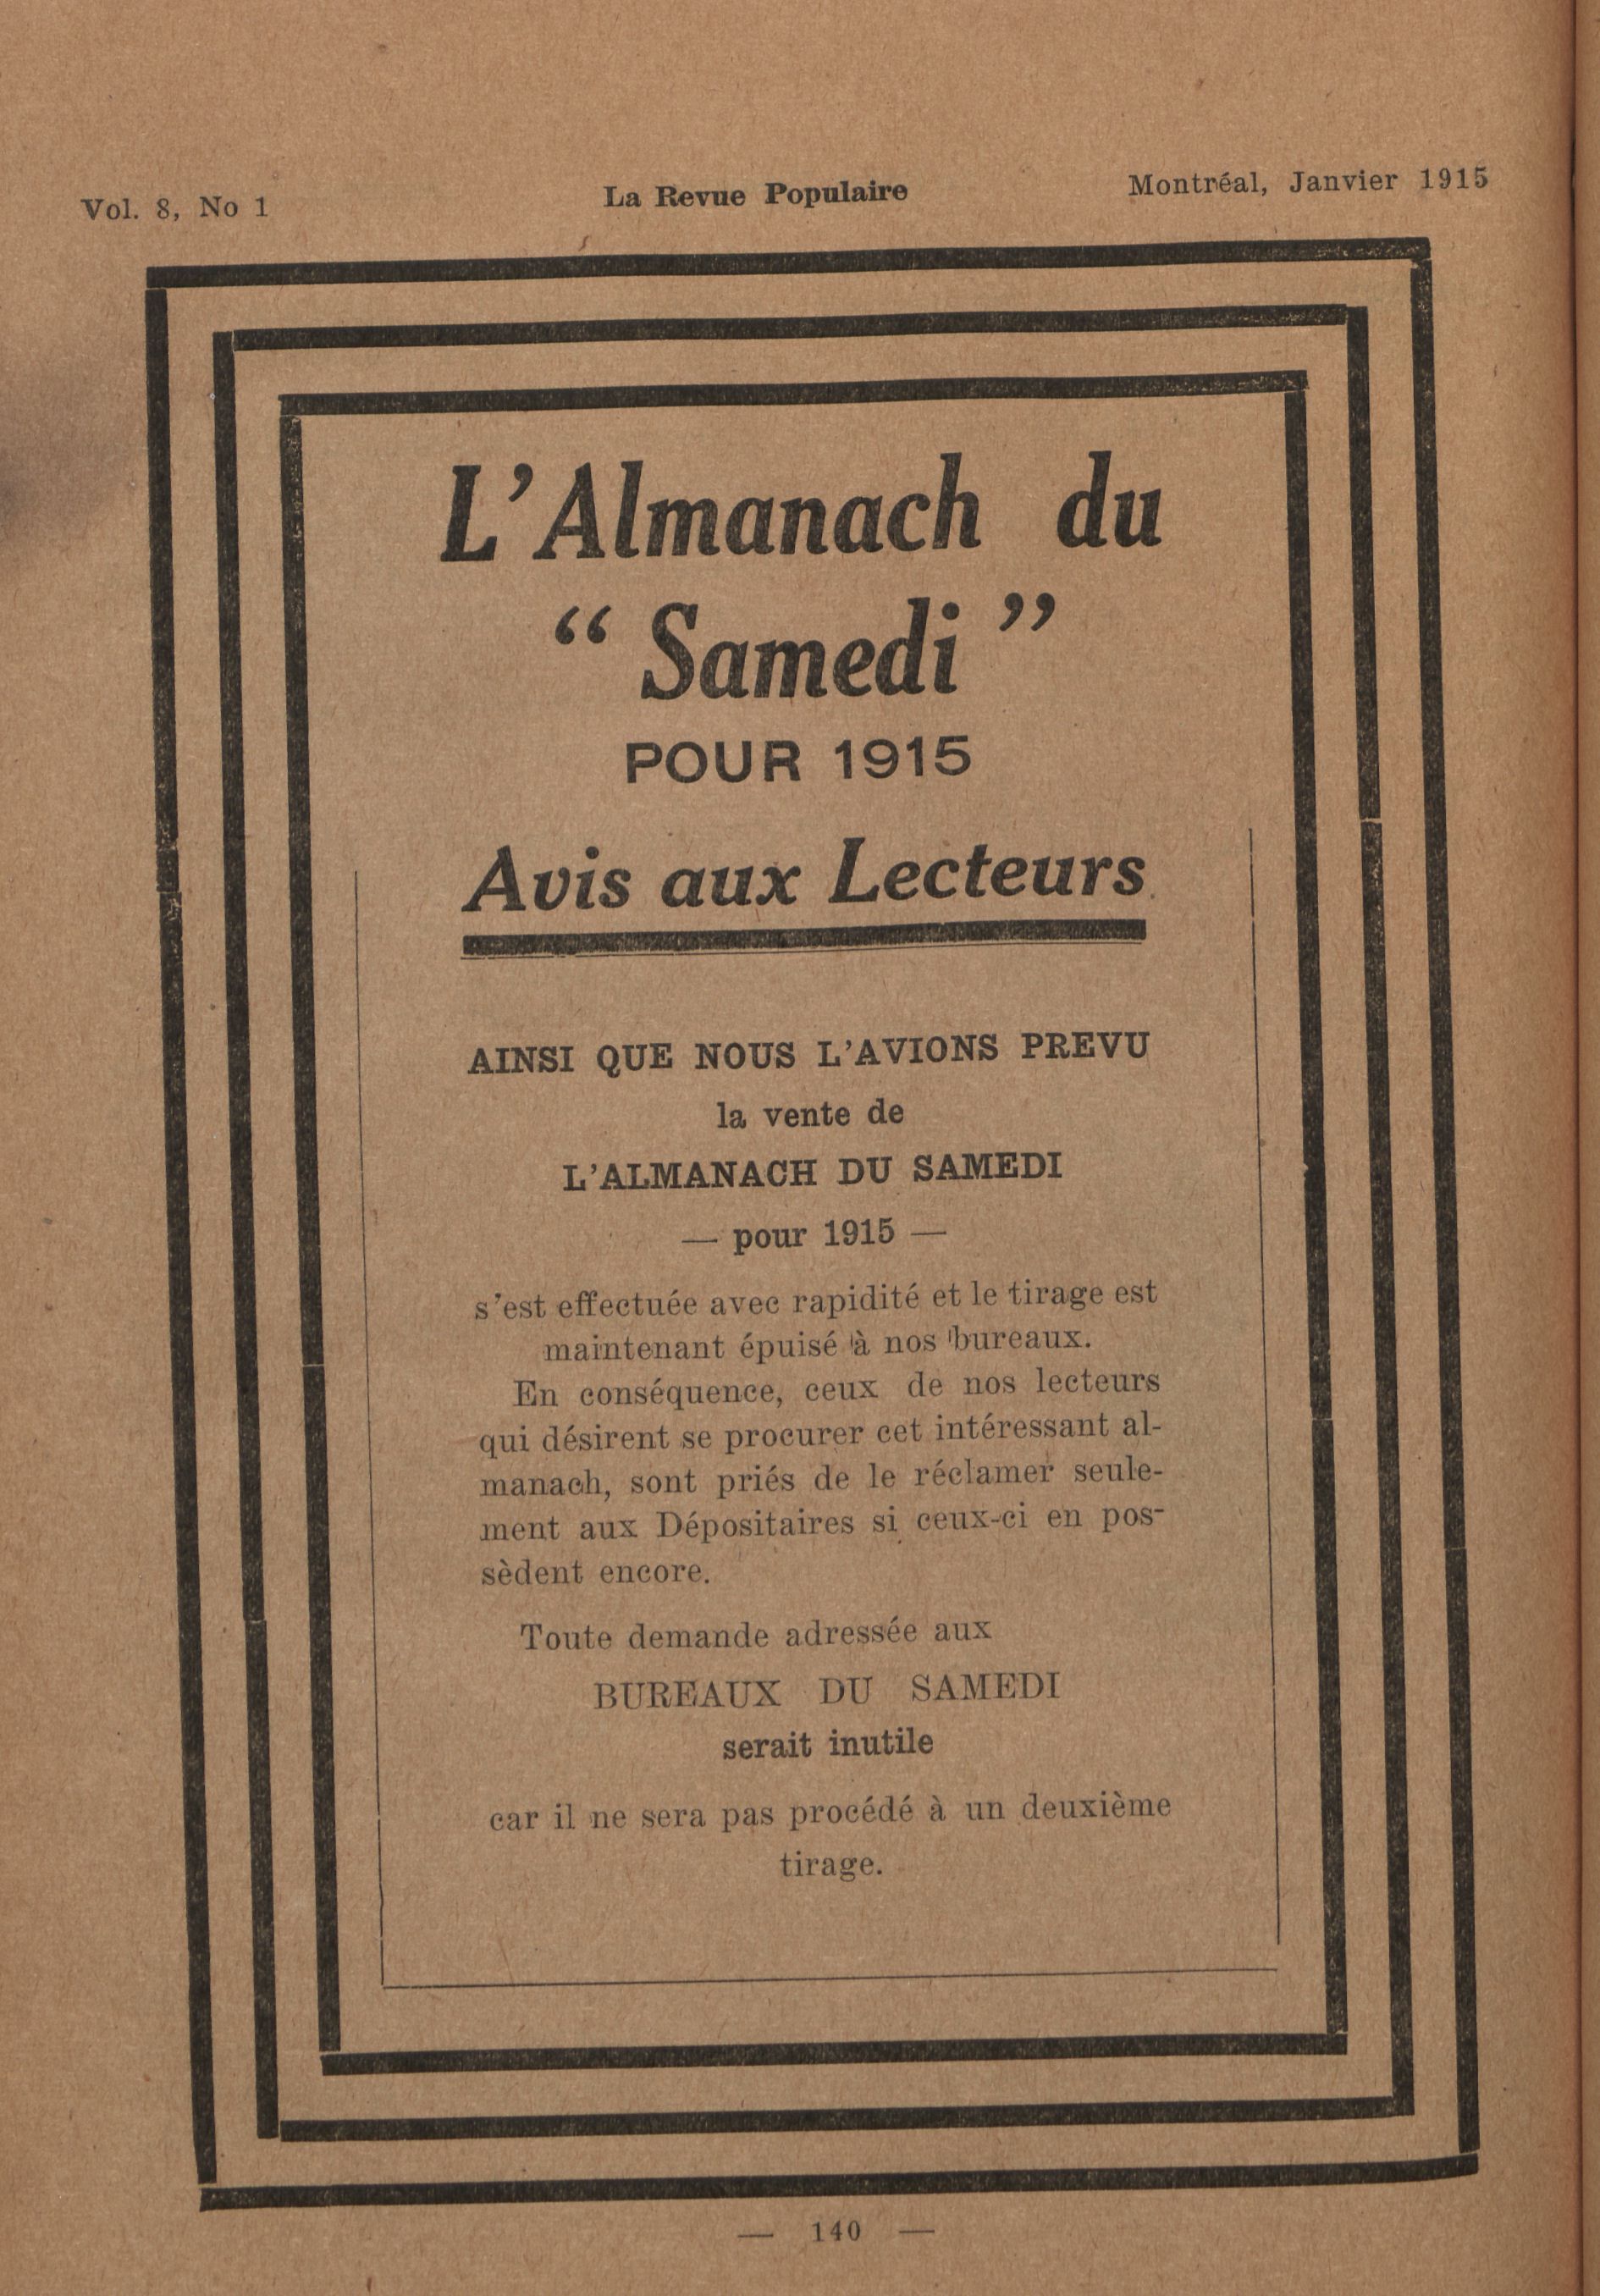 Vol. 8, No 1 La Revue Populaire Montréal, Janvier 1915
L'Almanach du
“ Samedi ”
POUR 1915
Avis aux Lecteurs
AINSI QUE NOUS L'AVIONS PREVU
la vente de
L'ALMANACH DU SAMEDI
— pour 1915 —
s'est effectuée avec rapidité et le tirage est
maintenant épuisé à nos bureaux.
En conséquence, ceux de nos lecteurs
qui désirent se procurer cet intéressant al-
manach, sont priés de le réclamer seule-
ment aux Dépositaires si ceux-ci en pos-
sèdent encore.
Toute demande adressée aux
BUREAUX DU SAMEDI
serait inutile
car il ne sera pas procédé à un deuxième
tirage.
— 140 —